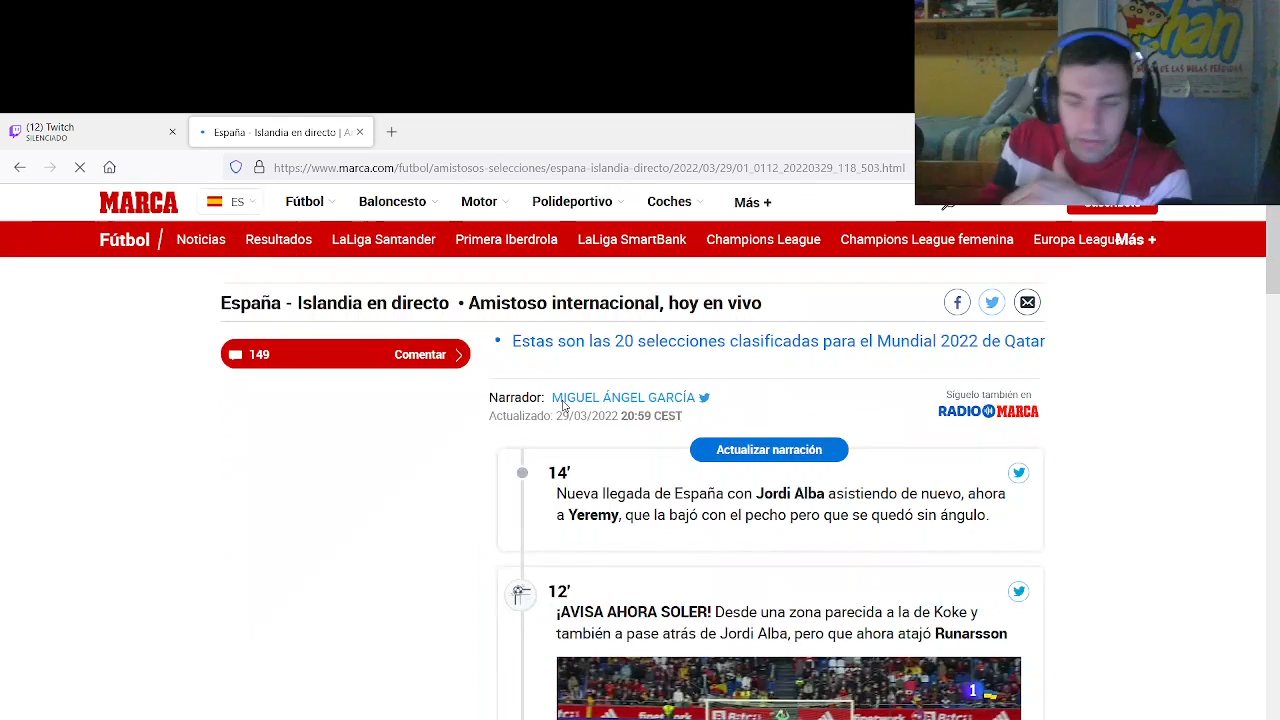 (12) Twitch
SILENCIADO
España - Islandia en directo | A
https://www.marca.com/futbol/amistosos-selecciones/espana-islandia-directo/2022/03/29/01_0112_20220329_118_503.html
MARCA
ES
Fútbol
Baloncesto
Motor
Polideportivo
Coches
Más +
Fútbol
Noticias
Resultados
LaLiga Santander
Primera Iberdrola
LaLiga SmartBank
Champions League
Champions League femenina
Europa League
Más +
España - Islandia en directo • Amistoso internacional, hoy en vivo
149
Comentar
• Estas son las 20 selecciones clasificadas para el Mundial 2022 de Qatar
Narrador: MIGUEL ÁNGEL GARCÍA
Actualizado: 29/03/2022 20:59 CEST
Síguelo también en
RADIO MARCA
Actualizar narración
14'
Nueva llegada de España con Jordi Alba asistiendo de nuevo, ahora
a Yeremy, que la bajó con el pecho pero que se quedó sin ángulo.
12'
¡AVISA AHORA SOLER! Desde una zona parecida a la de Koke y
también a pase atrás de Jordi Alba, pero que ahora atajó Runarsson
1